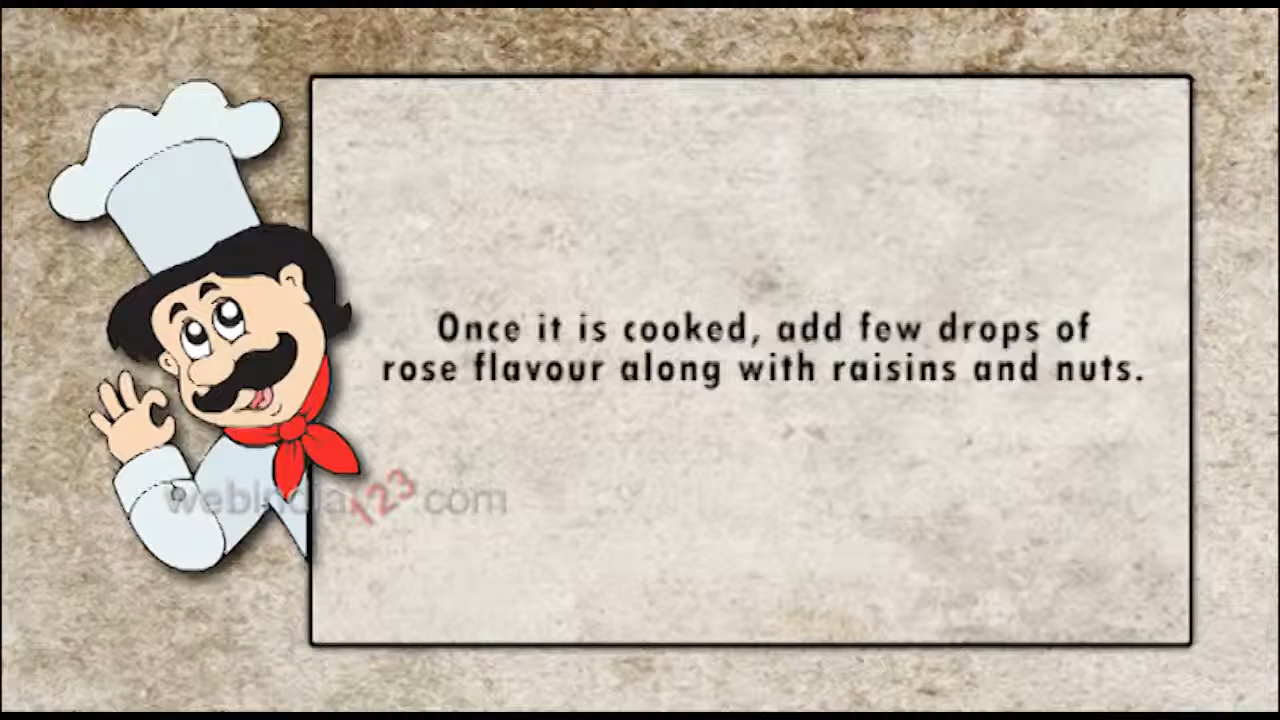 Once it is cooked, add few drops of
rose flavour along with raisins and nuts.
webindia123.com